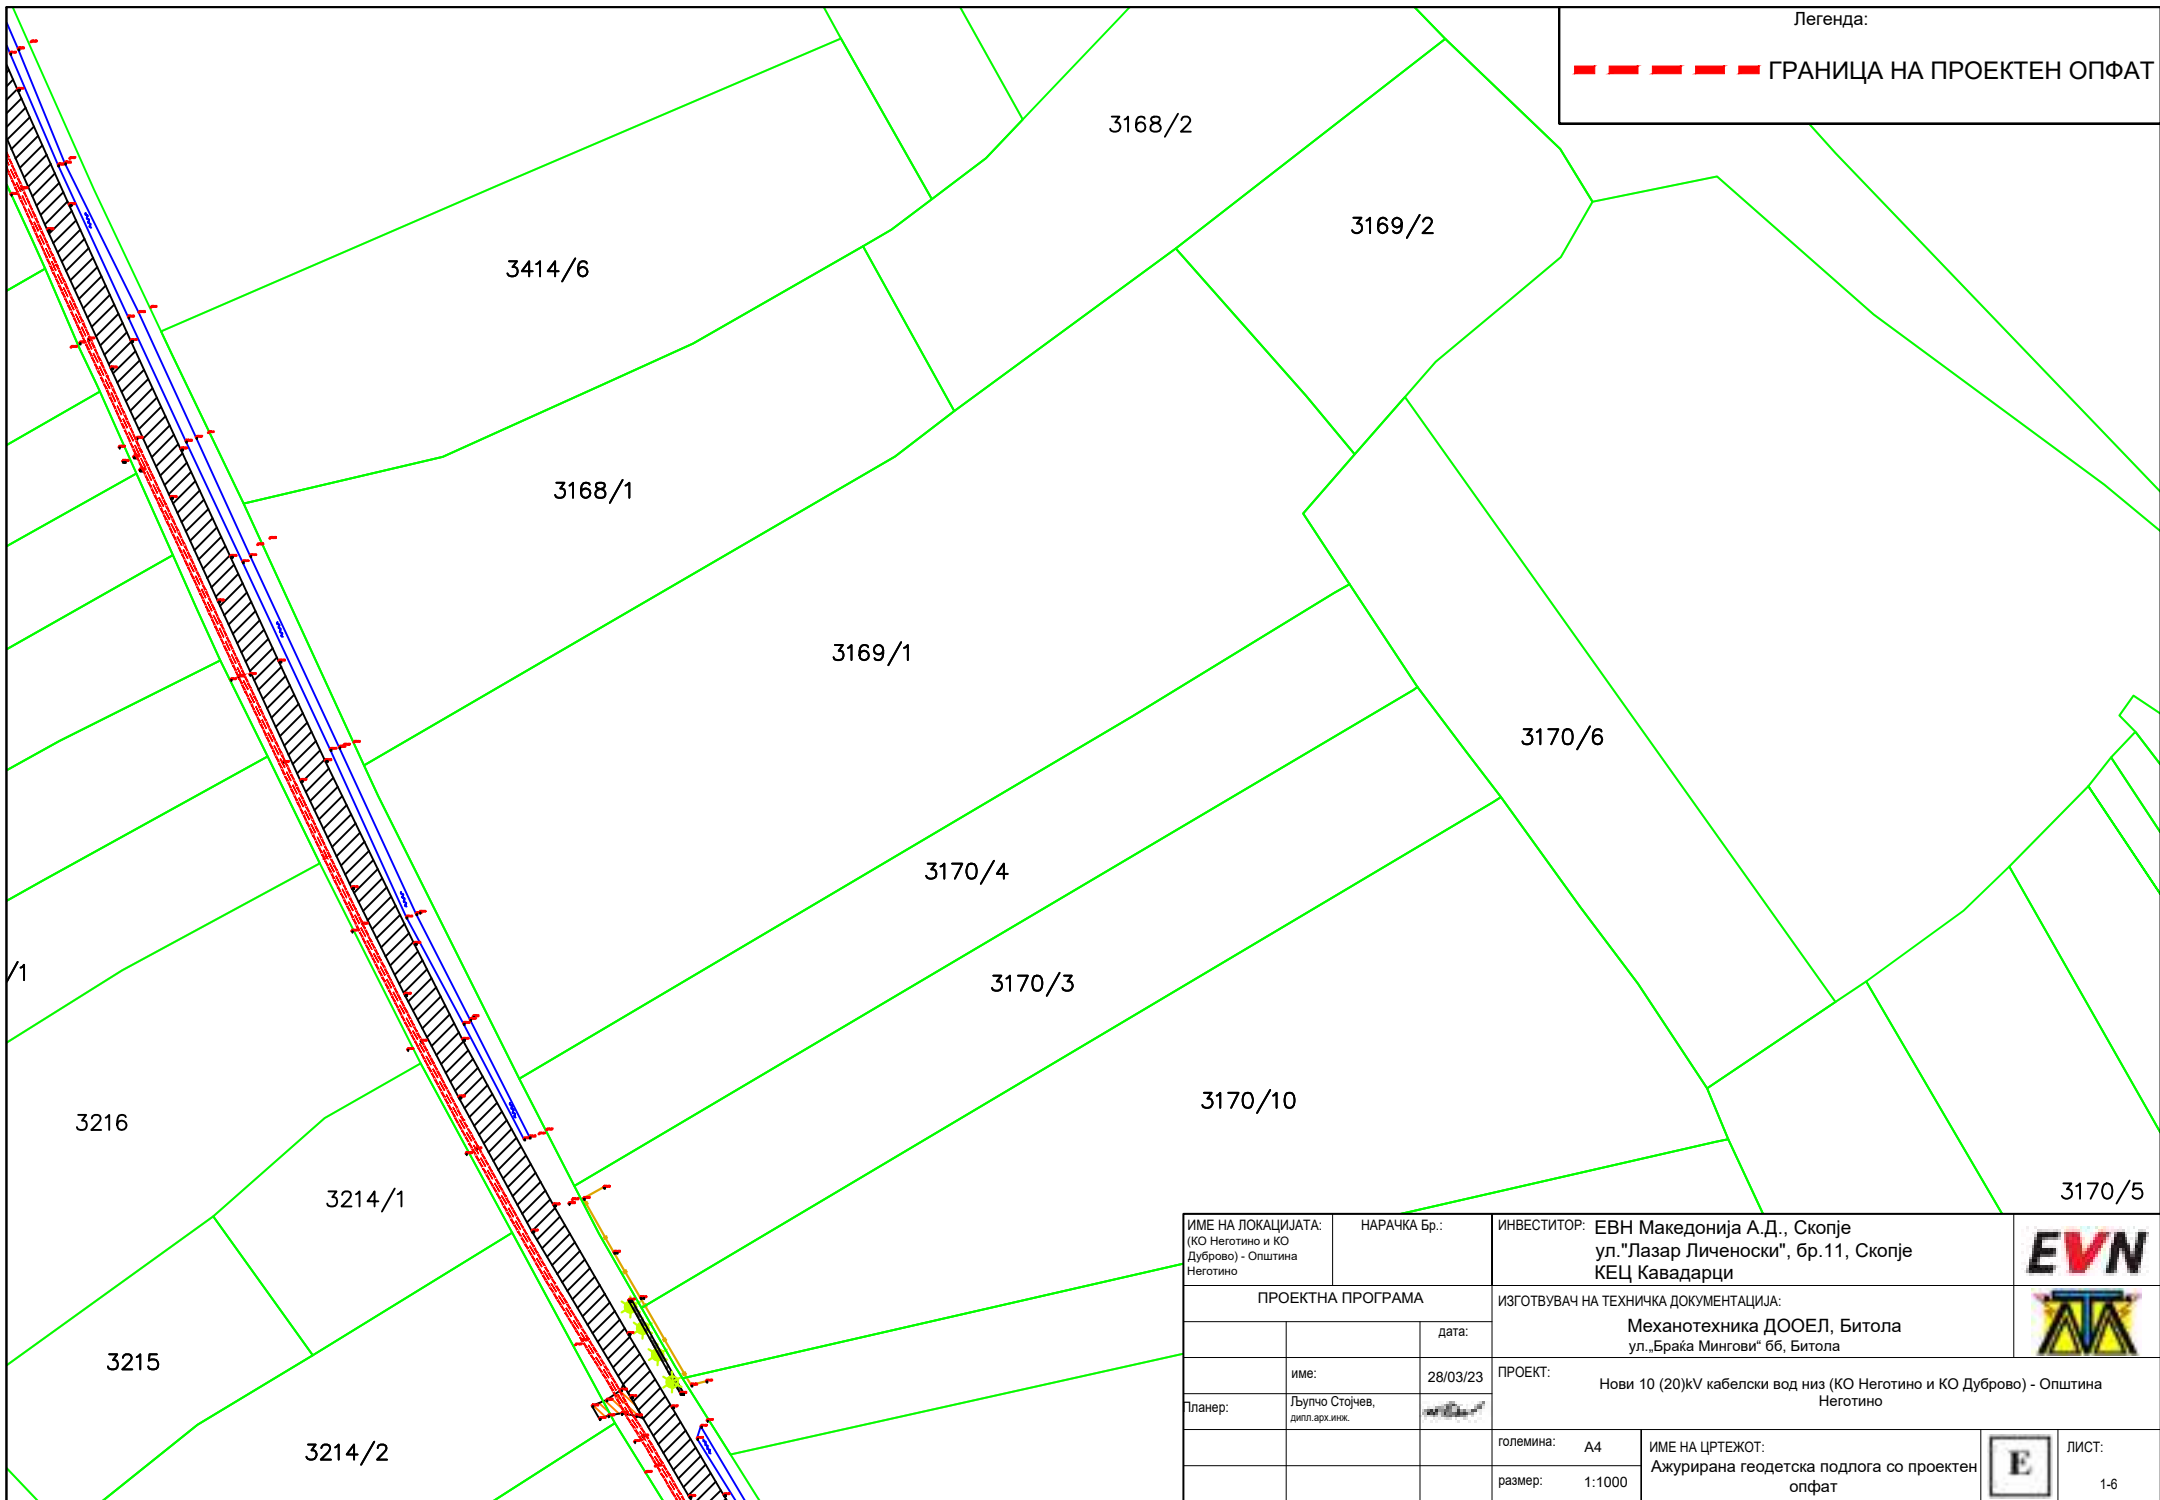 Легенда:
ГРАНИЦА НА ПРОЕКТЕН ОПФАТ
3168/2
3169/2
3414/6
3168/1
3169/1
3170/6
3170/4
/1
3170/3
3170/10
3216
3214/1
3170/5
3215
3214/2
ИМЕ НА ЛОКАЦИЈАТА:
(КО Неготино и КО
Дуброво) - Општина
Неготино
НАРАЧКА Бр.:
ИНВЕСТИТОР: ЕВН Македонија А.Д., Скопје
ул."Лазар Личеноски", бр.11, Скопје
КЕЦ Кавадарци
EVN
ПРОЕКТНА ПРОГРАМА
ИЗГОТВУВАЧ НА ТЕХНИЧКА ДОКУМЕНТАЦИЈА:
Механотехника ДООЕЛ, Битола
ул.„Браќа Мингови“ бб, Битола
дата:
име:
28/03/23
ПРОЕКТ:
Нови 10 (20)kV кабелски вод низ (КО Неготино и КО Дуброво) - Општина
Неготино
Планер:
Љупчо Стојчев,
дипл.арх.инж.
големина: А4
размер: 1:1000
ИМЕ НА ЦРТЕЖОТ:
Ажурирана геодетска подлога со проектен
опфат
E
ЛИСТ:
1-6